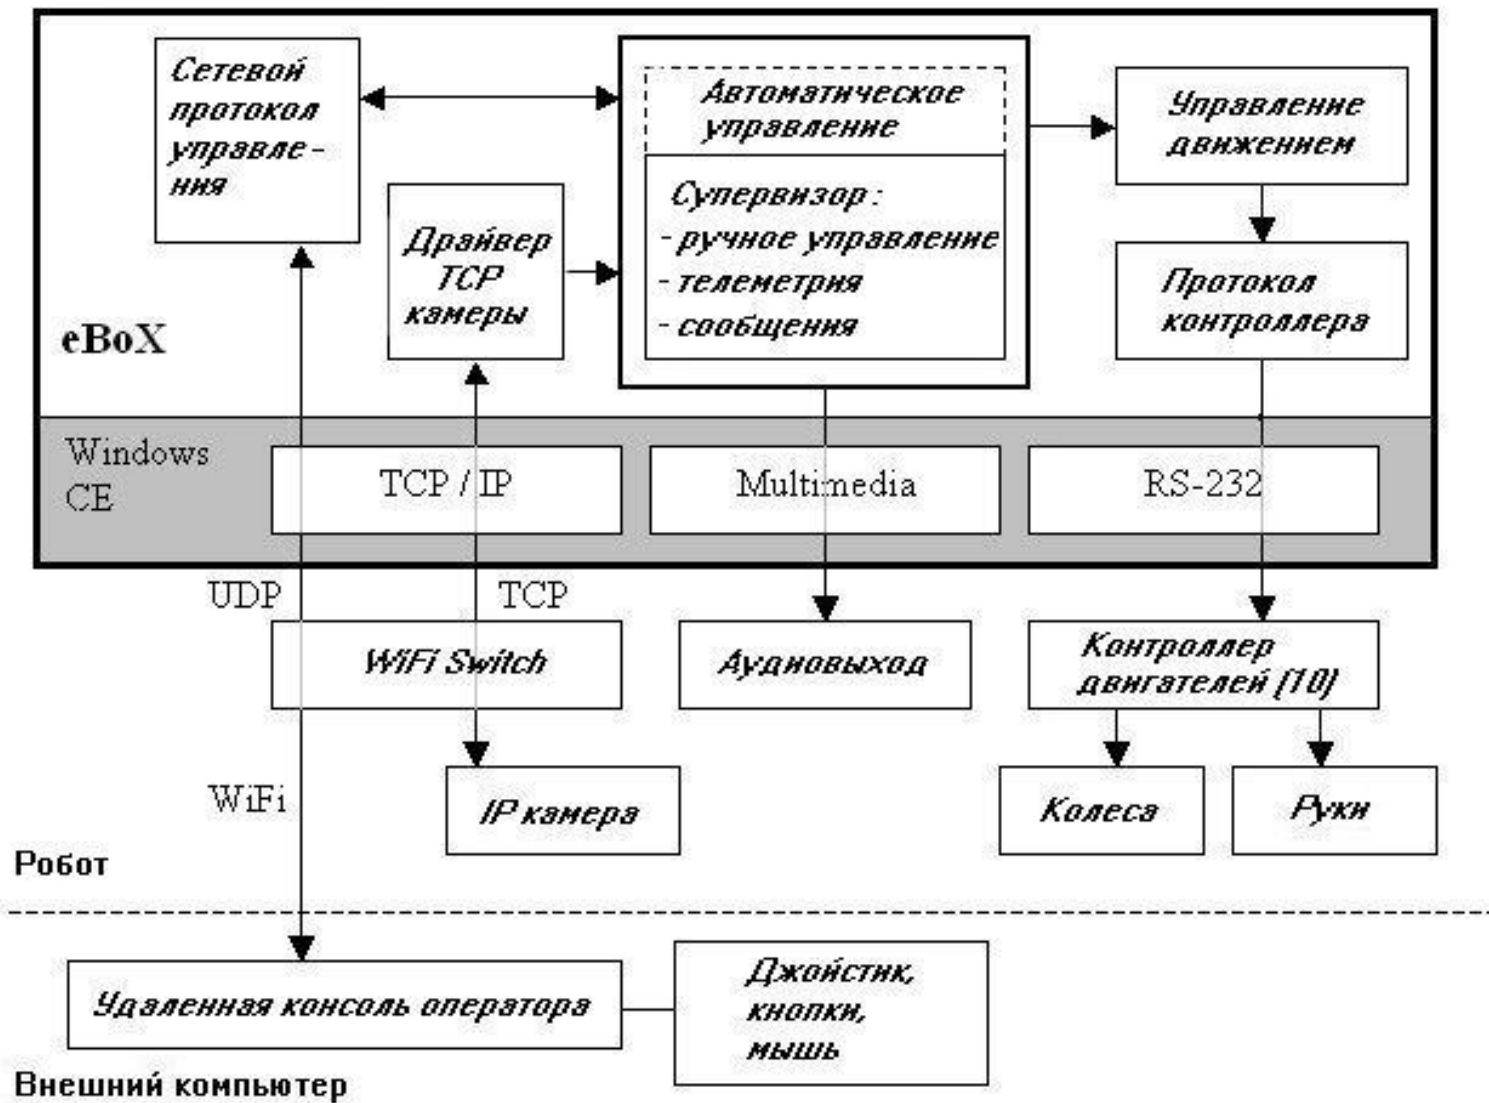 Сетевой
протокол
управле -
ния
Автоматическое
управление
Управление
движением
Супервизор :
- ручное управление
- телеметрия
- сообщения
Драйвер
TCP
камеры
Протокол
контроллера
eBoX
Windows
CE
TCP / IP
Multimedia
RS-232
UDP
TCP
WiFi Switch
Аудиовыход
Контроллер
двигателей (10)
WiFi
IP камера
Колеса
Руки
Робот
Удаленная консоль оператора
Джойстик,
кнопки,
мышь
Внешний компьютер